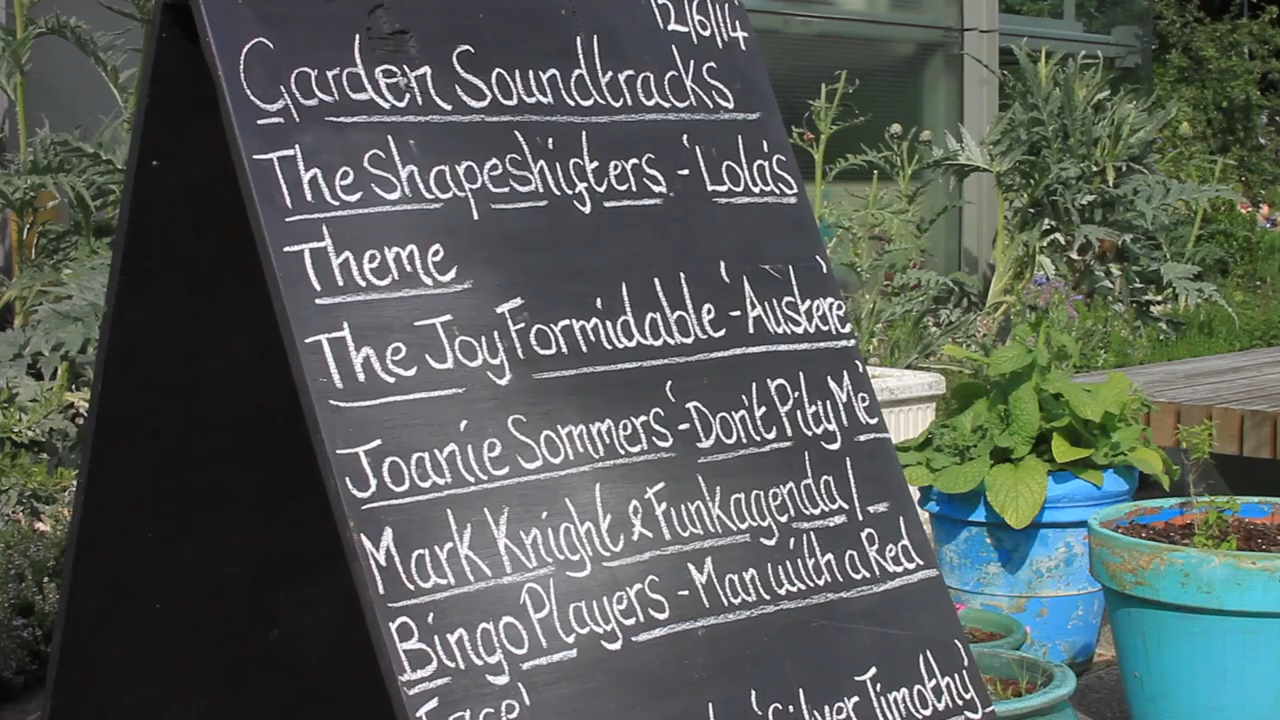 12/6/14
Garden Soundtracks
The Shapeshifters - 'Lola's
Theme
The Joy Formidable - 'Austere'
Joanie Sommers - 'Don't Pity Me'
Mark Knight & Funkagenda /
Bingo Players - Man with a Red
Face'
'Silver Timothy'